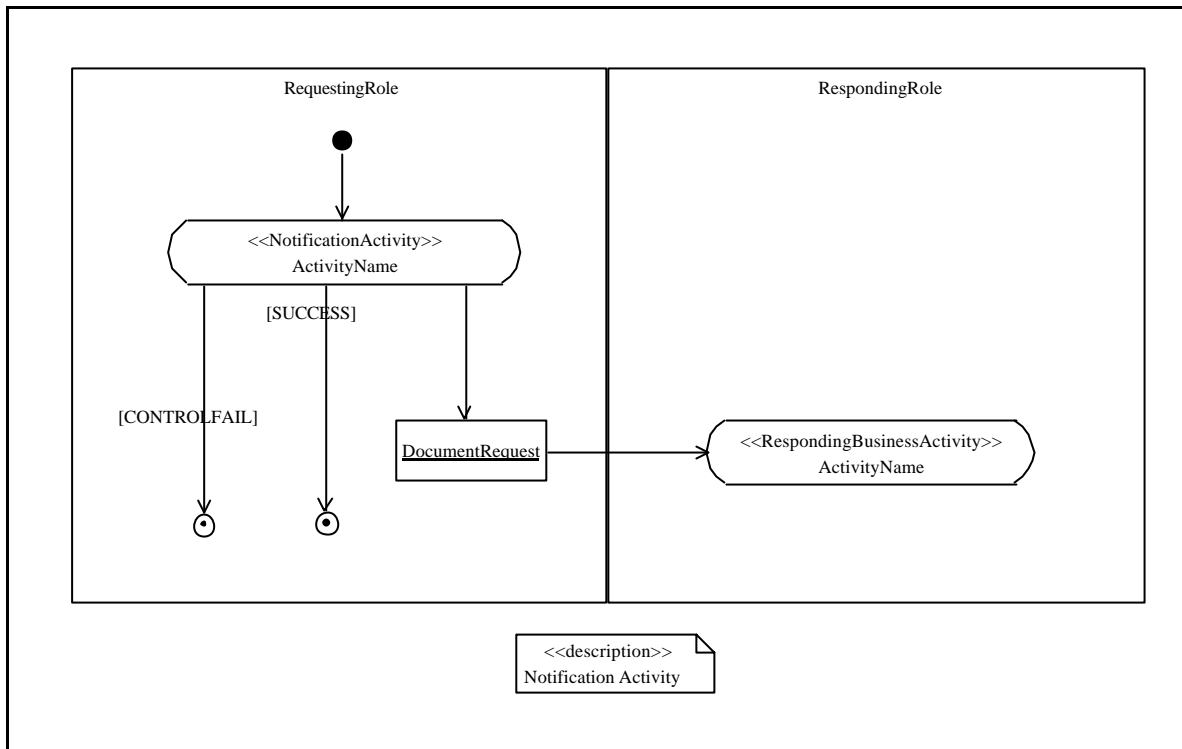 RequestingRole
RespondingRole
<<NotificationActivity>>
ActivityName
[SUCCESS]
[CONTROLFAIL]
DocumentRequest
<<RespondingBusinessActivity>>
ActivityName
<<description>>
Notification Activity